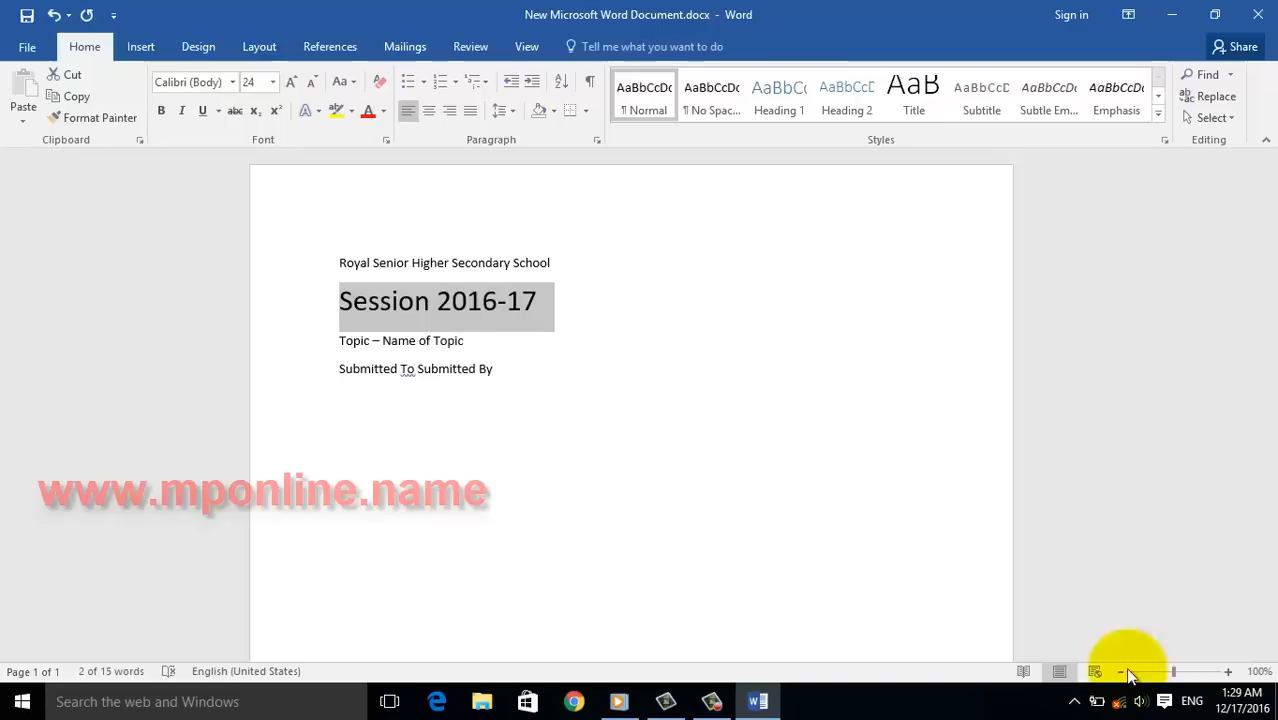 New Microsoft Word Document.docx - Word
Sign in
File Home Insert Design Layout References Mailings Review View Tell me what you want to do Share
Paste
Cut
Copy
Format Painter
Clipboard
Calibri (Body) 24
Aa
B I U abc x₂ x² A A
Font
Paragraph
AaBbCcDc AaBbCcDc AaBbCc AaBbCcD AaB AaBbCcD AaBbCcDc AaBbCcDc
¶ Normal ¶ No Spac... Heading 1 Heading 2 Title Subtitle Subtle Em... Emphasis
Styles
Find
Replace
Select
Editing
Royal Senior Higher Secondary School
Session 2016-17
Topic – Name of Topic
Submitted To Submitted By
www.mponline.name
Page 1 of 1 2 of 15 words English (United States) 100%
Search the web and Windows
ENG
1:29 AM
12/17/2016